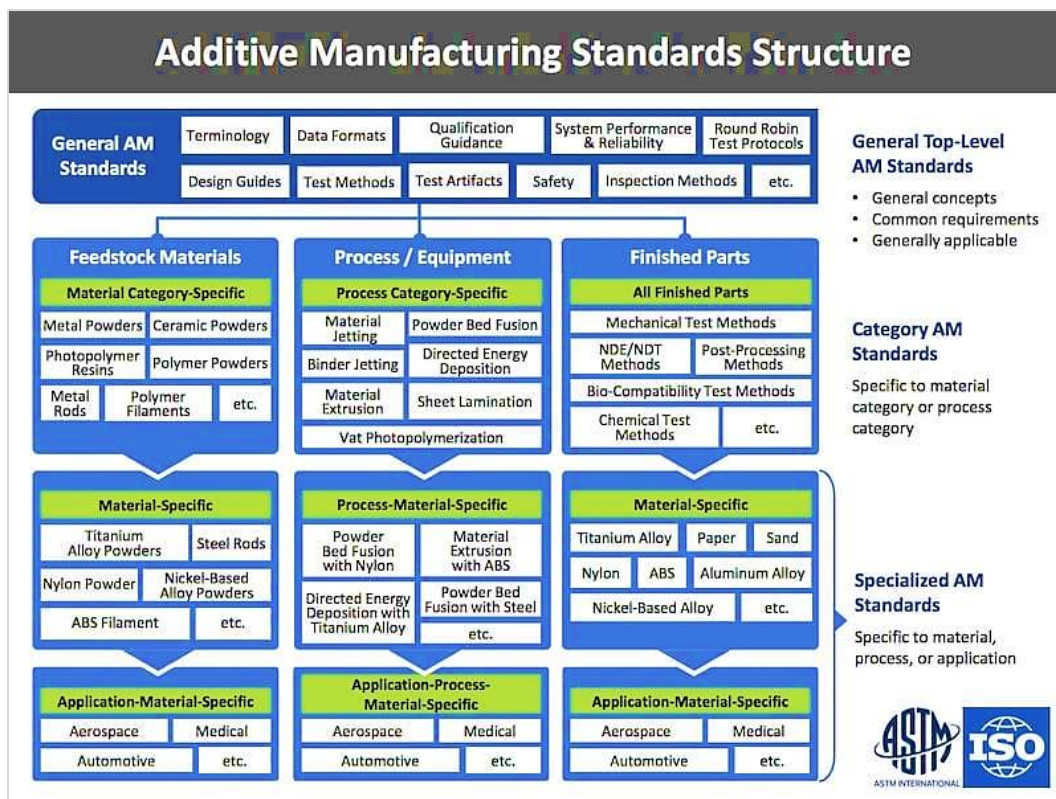 Additive Manufacturing Standards Structure
General AM
Standards
Terminology
Data Formats
Qualification
Guidance
System Performance
& Reliability
Round Robin
Test Protocols
Design Guides
Test Methods
Test Artifacts
Safety
Inspection Methods
etc.
General Top-Level
AM Standards
• General concepts
• Common requirements
• Generally applicable
Feedstock Materials
Material Category-Specific
Metal Powders
Ceramic Powders
Photopolymer
Resins
Polymer Powders
Metal
Rods
Polymer
Filaments
etc.
Process / Equipment
Process Category-Specific
Material
Jetting
Powder Bed Fusion
Binder Jetting
Directed Energy
Deposition
Material
Extrusion
Sheet Lamination
Vat Photopolymerization
Finished Parts
All Finished Parts
Mechanical Test Methods
NDE/NDT
Methods
Post-Processing
Methods
Bio-Compatibility Test Methods
Chemical Test
Methods
etc.
Category AM
Standards
Specific to material
category or process
category
Material-Specific
Titanium
Alloy Powders
Steel Rods
Nylon Powder
Nickel-Based
Alloy Powders
ABS Filament
etc.
Process-Material-Specific
Powder
Bed Fusion
with Nylon
Material
Extrusion
with ABS
Directed Energy
Deposition with
Titanium Alloy
Powder Bed
Fusion with Steel
etc.
Material-Specific
Titanium Alloy
Paper
Sand
Nylon
ABS
Aluminum Alloy
Nickel-Based Alloy
etc.
Specialized AM
Standards
Specific to material,
process, or application
Application-Material-Specific
Aerospace
Medical
Automotive
etc.
Application-Process-
Material-Specific
Aerospace
Medical
Automotive
etc.
Application-Material-Specific
Aerospace
Medical
Automotive
etc.
ASTM
ASTM INTERNATIONAL
ISO